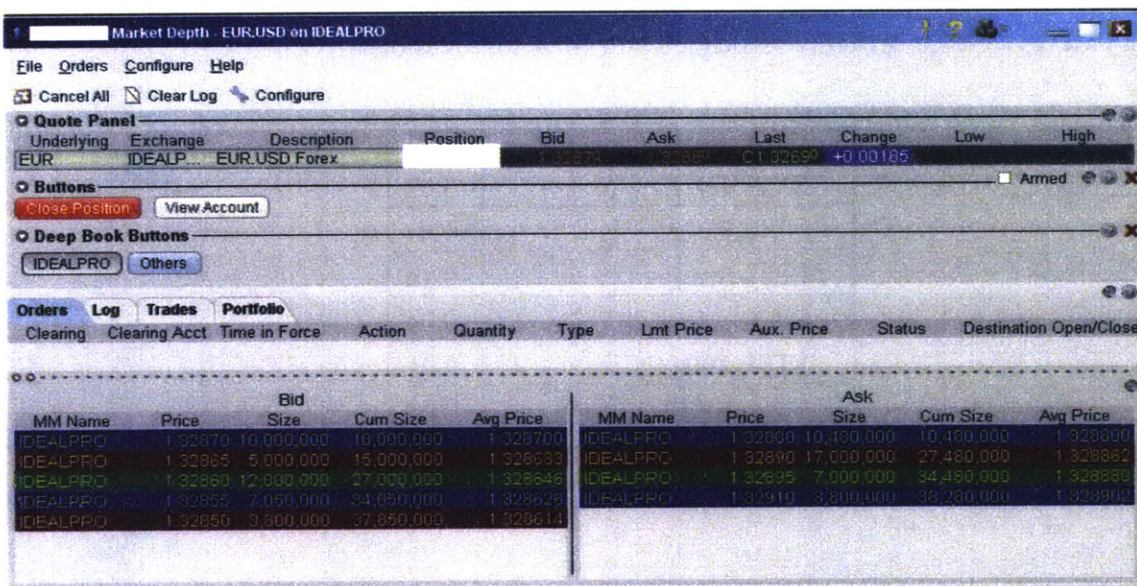 Market Depth - EUR.USD on IDEALPRO
File Orders Configure Help
Cancel All Clear Log Configure
Quote Panel
Underlying Exchange Description Position Bid Ask Last Change Low High
EUR IDEALP... EUR.USD Forex C1.3269⁰ +0.00185
Buttons Armed
Close Position View Account
Deep Book Buttons
IDEALPRO Others
Orders Log Trades Portfolio
Clearing Clearing Acct Time in Force Action Quantity Type Lmt Price Aux. Price Status Destination Open/Close
Bid Ask
MM Name Price Size Cum Size Avg Price MM Name Price Size Cum Size Avg Price
IDEALPRO 1.32870 10,000,000 10,000,000 1.328700 IDEALPRO 1.32880 10,480,000 10,480,000 1.328800
IDEALPRO 1.32865 5,000,000 15,000,000 1.328683 IDEALPRO 1.32890 17,000,000 27,480,000 1.328862
IDEALPRO 1.32860 12,000,000 27,000,000 1.328646 IDEALPRO 1.32895 7,000,000 34,480,000
IDEALPRO 1.32855 7,050,000 34,050,000 1.328626 IDEALPRO 1.32910 3,800,000 38,280,000 1.328902
IDEALPRO 1.32850 3,800,000 37,850,000 1.328614